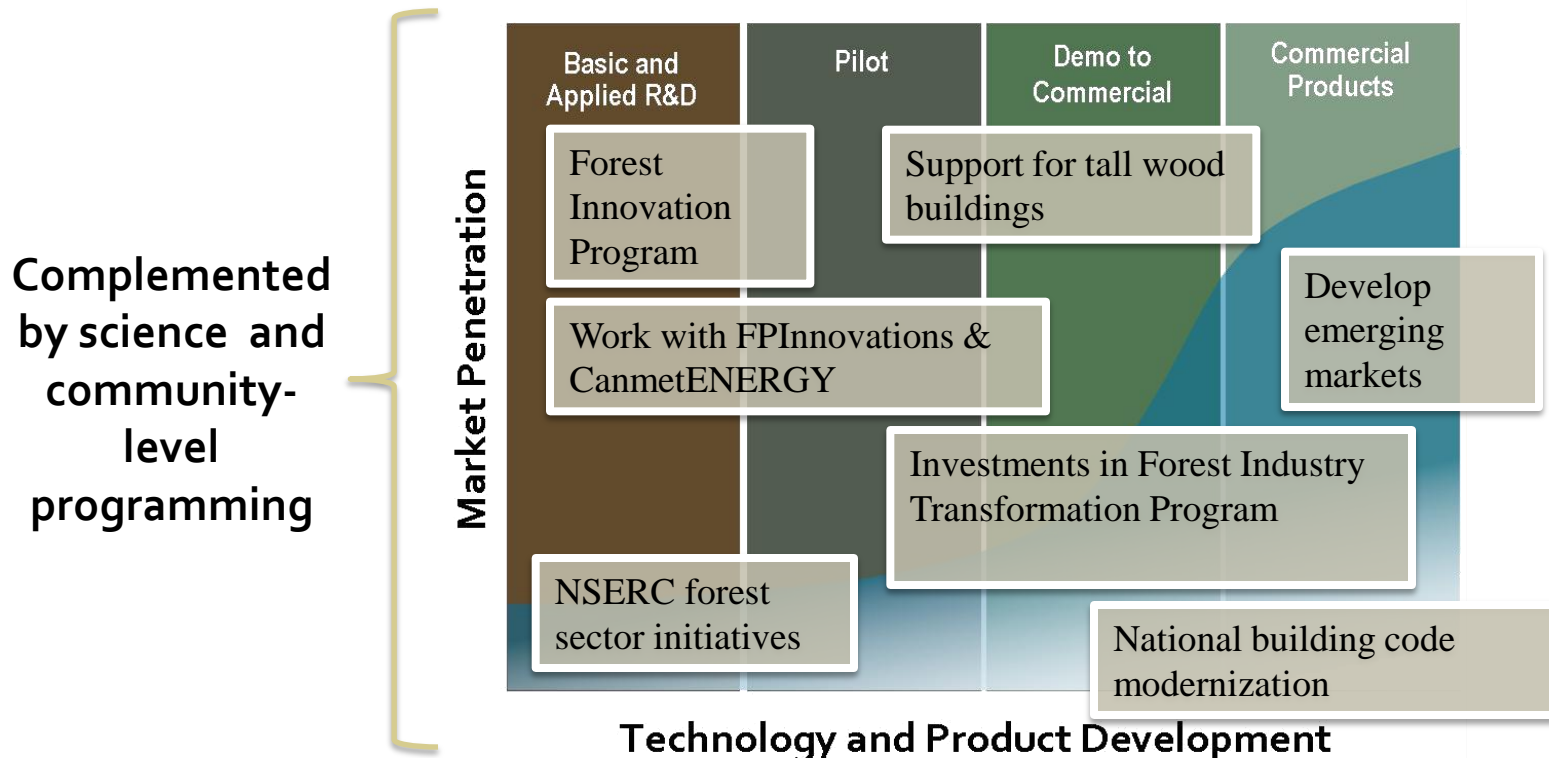 Complemented
by science and
community-
level
programming
Market Penetration
Basic and
Applied R&D
Pilot
Demo to
Commercial
Commercial
Products
Forest
Innovation
Program
Support for tall wood
buildings
Work with FPInnovations &
CanmetENERGY
Develop
emerging
markets
Investments in Forest Industry
Transformation Program
NSERC forest
sector initiatives
National building code
modernization
Technology and Product Development